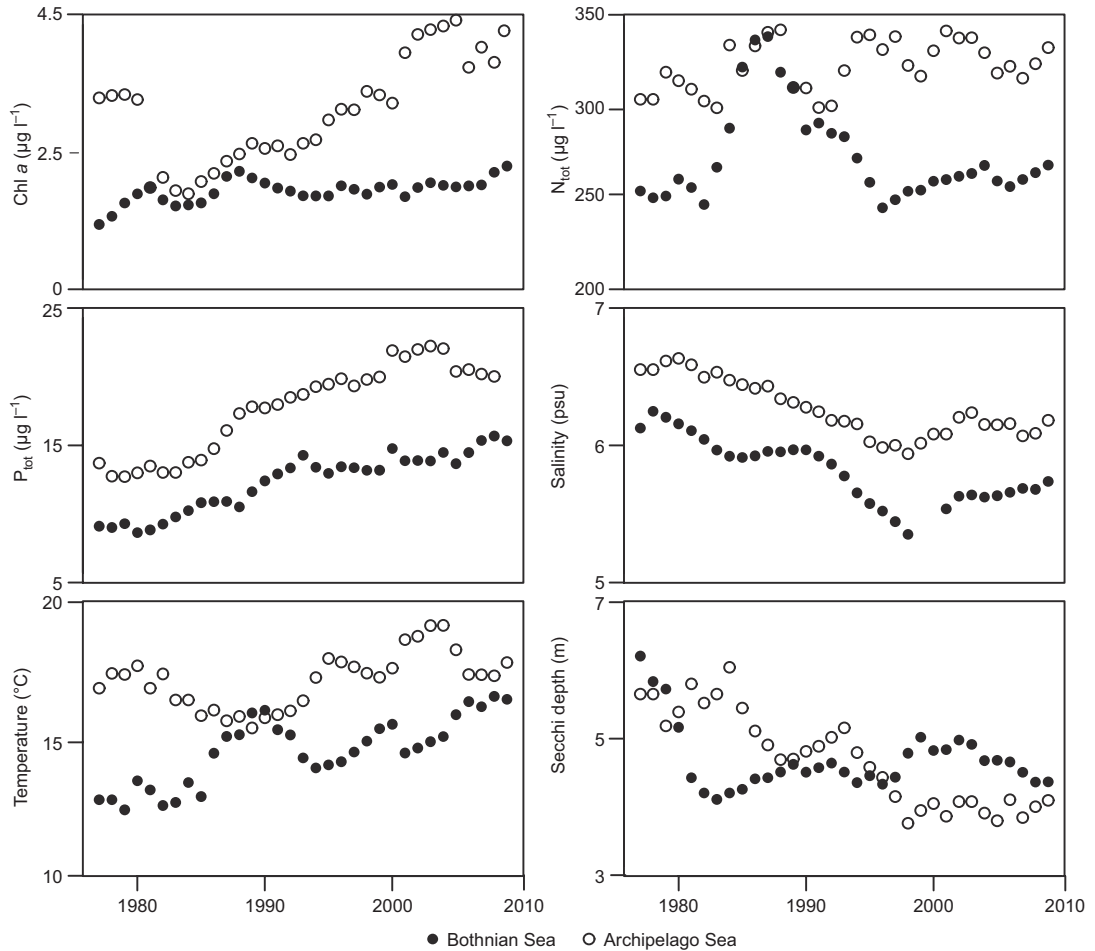 4.5
2.5
0
Chl a (µg l⁻¹)
350
300
250
200
Ntot (µg l⁻¹)
25
15
5
Ptot (µg l⁻¹)
7
6
5
Salinity (psu)
20
15
10
Temperature (°C)
1980 1990 2000 2010
7
5
3
Secchi depth (m)
1980 1990 2000 2010
Bothnian Sea Archipelago Sea